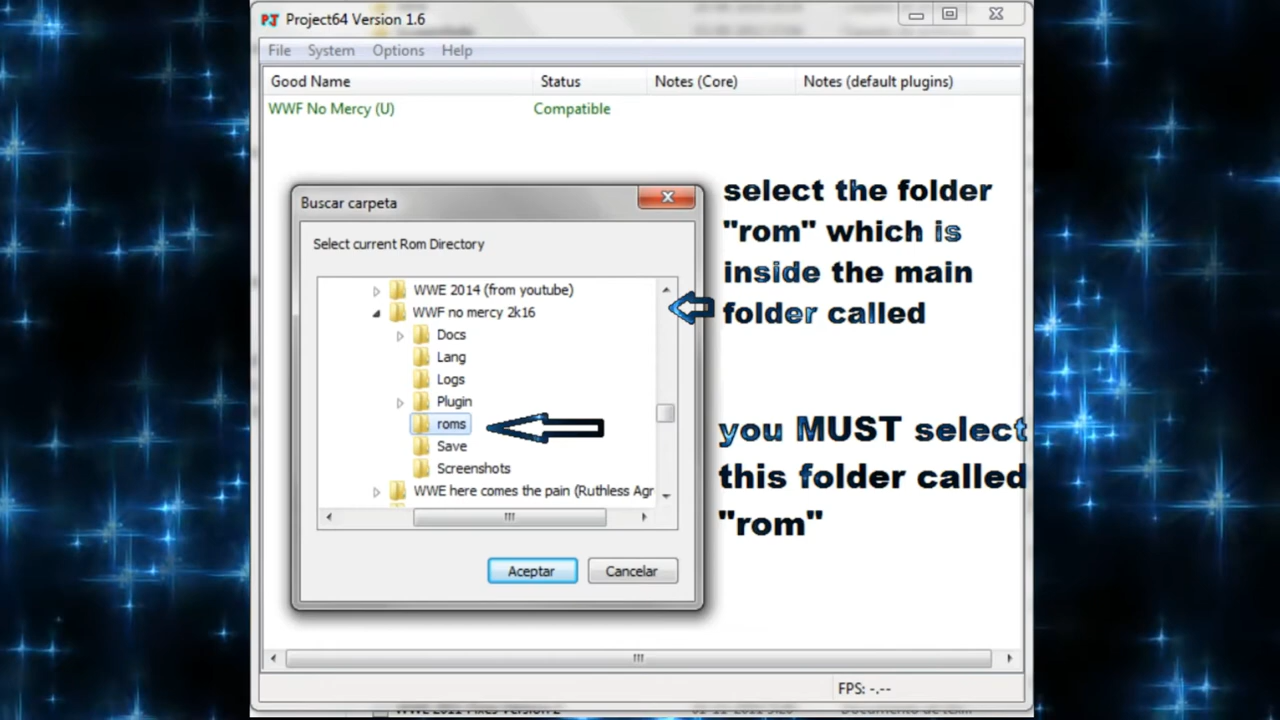 Project64 Version 1.6
File System Options Help
Good Name Status Notes (Core) Notes (default plugins)
WWF No Mercy (U) Compatible
Buscar carpeta
Select current Rom Directory
WWE 2014 (from youtube)
WWF no mercy 2k16
Docs
Lang
Logs
Plugin
roms
Save
Screenshots
WWE here comes the pain (Ruthless Agr
Aceptar Cancelar
select the folder
"rom" which is
inside the main
folder called
you MUST select
this folder called
"rom"
FPS: -.--